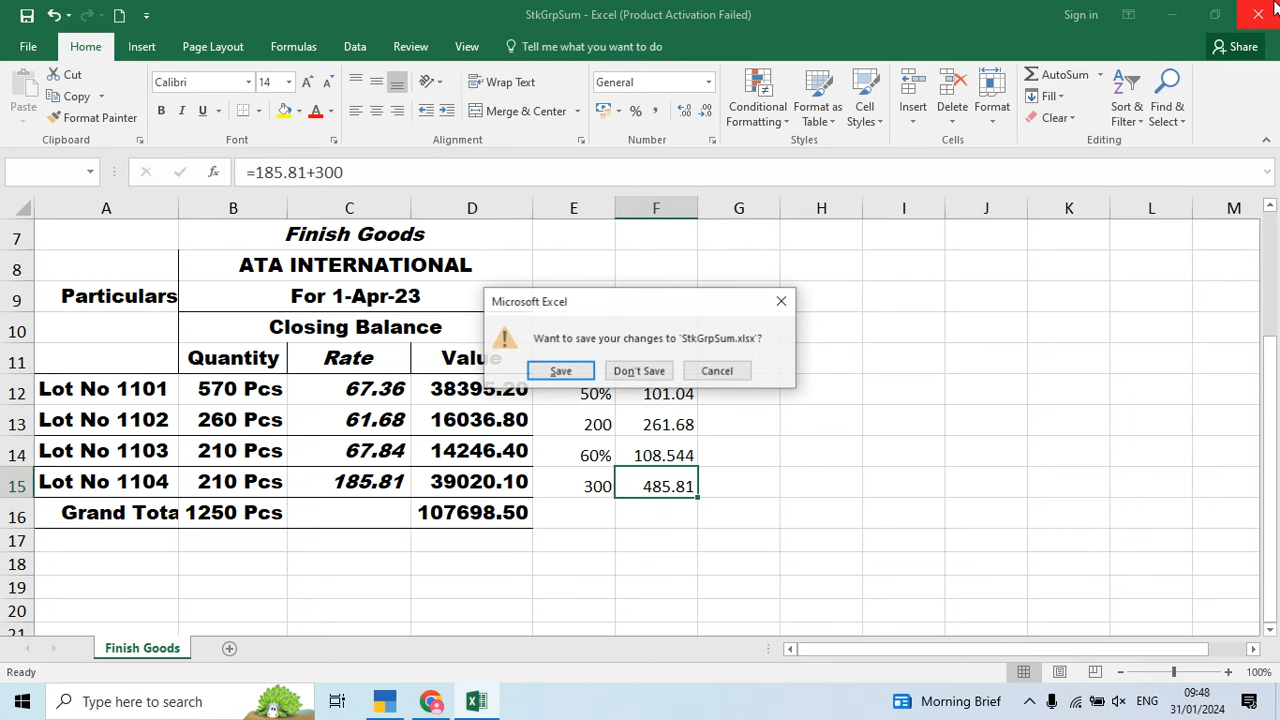 StkGrpSum - Excel (Product Activation Failed)
Sign in
File Home Insert Page Layout Formulas Data Review View Tell me what you want to do
Share
Paste
Cut
Copy
Format Painter
Clipboard
Calibri 14
B I U
Font
Wrap Text
Merge & Center
Alignment
General
Number
Conditional Formatting
Format as Table
Cell Styles
Styles
Insert
Delete
Format
Cells
AutoSum
Fill
Clear
Sort & Filter
Find & Select
Editing
fx =185.81+300
A B C D E F G H I J K L M
7 Finish Goods
8 ATA INTERNATIONAL
9 Particulars For 1-Apr-23
10 Closing Balance
11 Quantity Rate Value
12 Lot No 1101 570 Pcs 67.36 38395.20 50% 101.04
13 Lot No 1102 260 Pcs 61.68 16036.80 200 261.68
14 Lot No 1103 210 Pcs 67.84 14246.40 60% 108.544
15 Lot No 1104 210 Pcs 185.81 39020.10 300 485.81
16 Grand Tota 1250 Pcs 107698.50
17
18
19
20
21
Microsoft Excel
Want to save your changes to 'StkGrpSum.xlsx'?
Save Don't Save Cancel
Finish Goods
Ready
100%
Type here to search
Morning Brief
ENG
09:48
31/01/2024